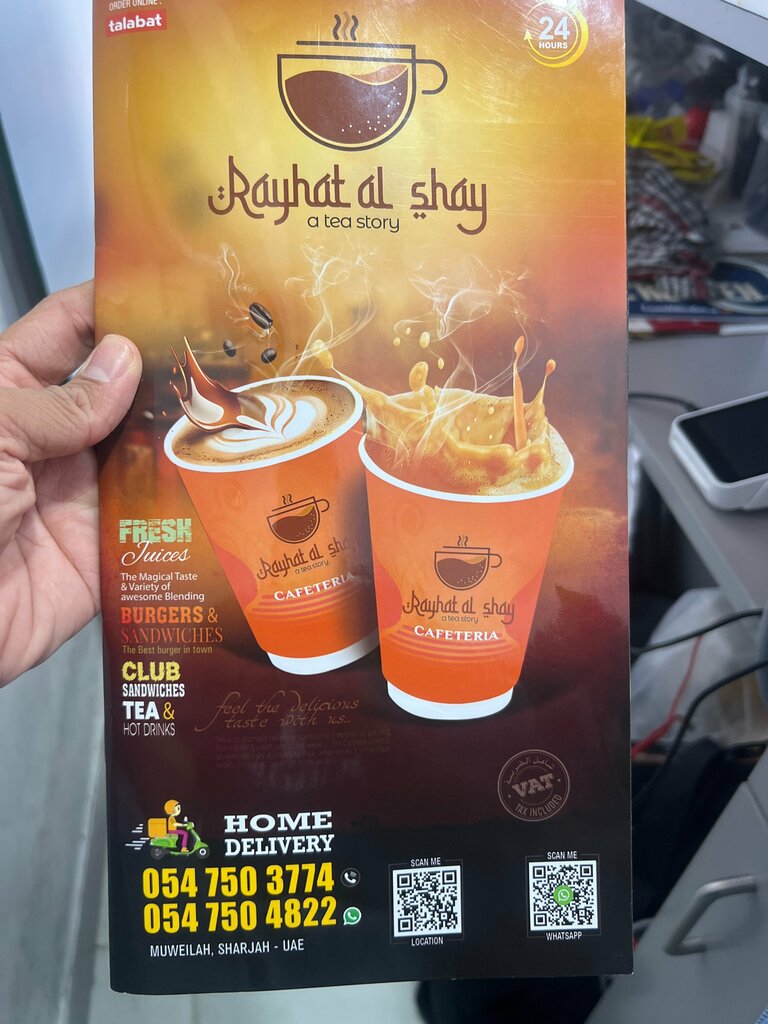 ORDER ONLINE :
talabat
24
HOURS
Rayhat al shay
a tea story
Rayhat al shay
a tea story
CAFETERIA
Rayhat al shay
a tea story
CAFETERIA
FRESH
Juices
The Magical Taste
& Variety of
awesome Blending
BURGERS &
SANDWICHES
The Best burger in town
CLUB
SANDWICHES
TEA &
HOT DRINKS
feel the delicious
taste with us...
شامل الضريبة
VAT
TAX INCLUDED
HOME
DELIVERY
054 750 3774
054 750 4822
MUWEILAH, SHARJAH - UAE
SCAN ME
LOCATION
SCAN ME
WHATSAPP